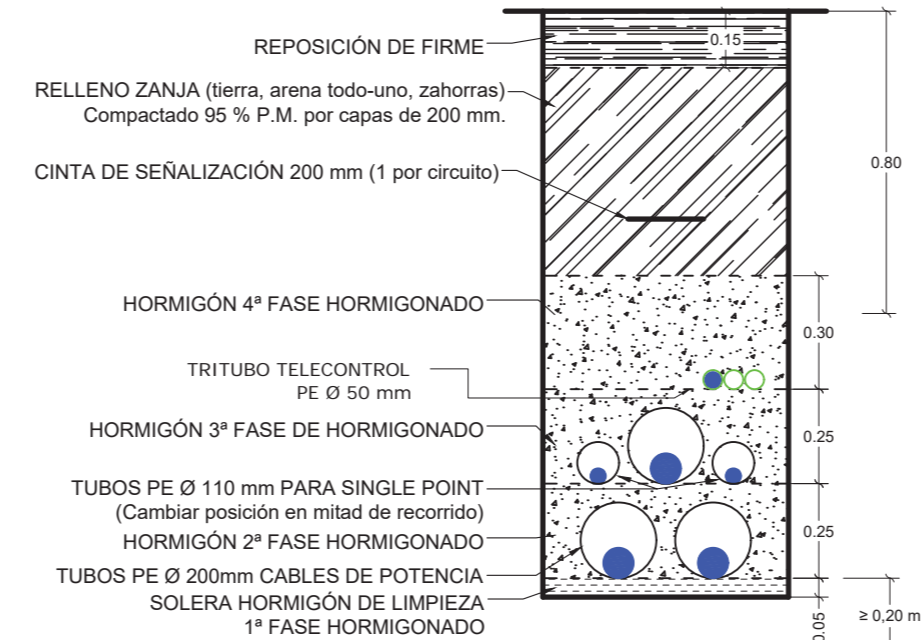 REPOSICIÓN DE FIRME
0.15
RELLENO ZANJA (tierra, arena todo-uno, zahorras)
Compactado 95 % P.M. por capas de 200 mm.
0.80
CINTA DE SEÑALIZACIÓN 200 mm (1 por circuito)
HORMIGÓN 4ª FASE HORMIGONADO
0.30
TRITUBO TELECONTROL
PE Ø 50 mm
HORMIGÓN 3ª FASE DE HORMIGONADO
0.25
TUBOS PE Ø 110 mm PARA SINGLE POINT
(Cambiar posición en mitad de recorrido)
HORMIGÓN 2ª FASE HORMIGONADO
0.25
TUBOS PE Ø 200mm CABLES DE POTENCIA
SOLERA HORMIGÓN DE LIMPIEZA
1ª FASE HORMIGONADO
0.05
≥ 0,20 m